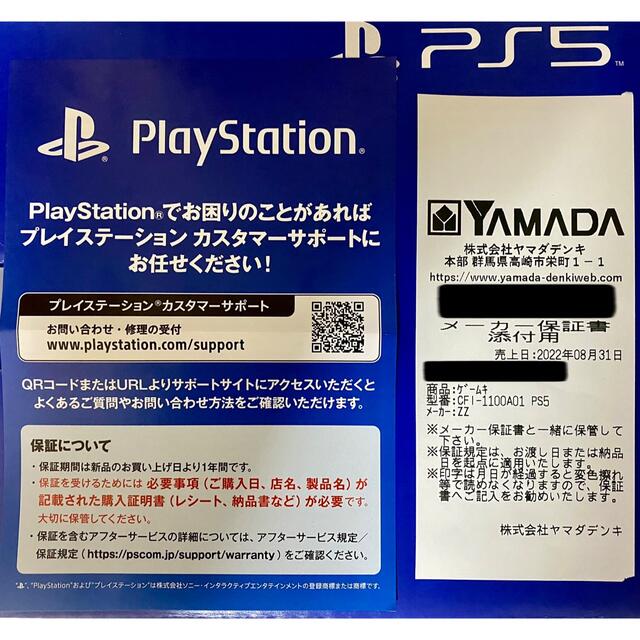 PS5™
PlayStation®
PlayStation®でお困りのことがあれば
プレイステーション カスタマーサポートに
お任せください!
プレイステーション®カスタマーサポート
お問い合わせ・修理の受付
www.playstation.com/support
QRコードまたはURLよりサポートサイトにアクセスいただくと
よくあるご質問やお問い合わせ方法をご確認いただけます。
保証について
・保証期間は新品のお買い上げ日より1年間です。
・保証を受けるためには 必要事項(ご購入日、店名、製品名)が
記載された購入証明書(レシート、納品書など)が必要です。
大切に保管してください。
・保証を含むアフターサービスの詳細については、アフターサービス規定/
保証規定(https://pscom.jp/support/warranty)をご確認ください。
"、"PlayStation"および"プレイステーション"は株式会社ソニー・インタラクティブエンタテインメントの登録商標または商標です。
YAMADA
株式会社ヤマダデンキ
本部 群馬県高崎市栄町1-1
https://www.yamada-denkiweb.com
メーカー保証書
添付用
売上日:2022年08月31日
商品:ゲームキ
型番:CFI-1100A01 PS5
メーカー:ZZ
※メーカー保証書と一緒に保管して
下さい。
※保証規定は、お渡し日または納品
日を起点に適用いたします。
※印字は月日が経過すると変色擦れ
等で読めなくなりますので、保証
書へご記入をお勧めいたします。
株式会社ヤマダデンキ